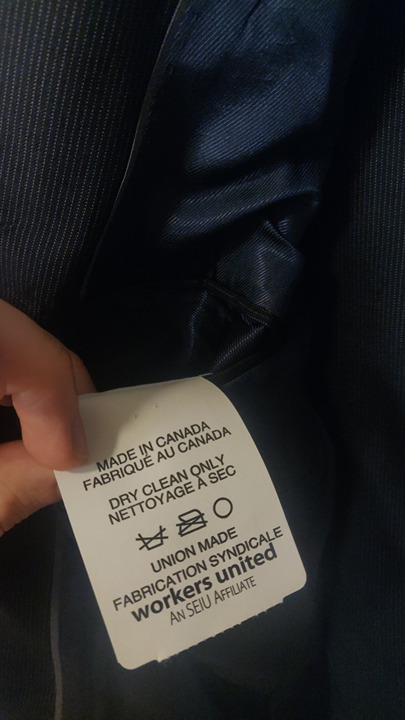 MADE IN CANADA
FABRIQUÉ AU CANADA
DRY CLEAN ONLY
NETTOYAGE À SEC
UNION MADE
FABRICATION SYNDICALE
workers united
AN SEIU AFFILIATE